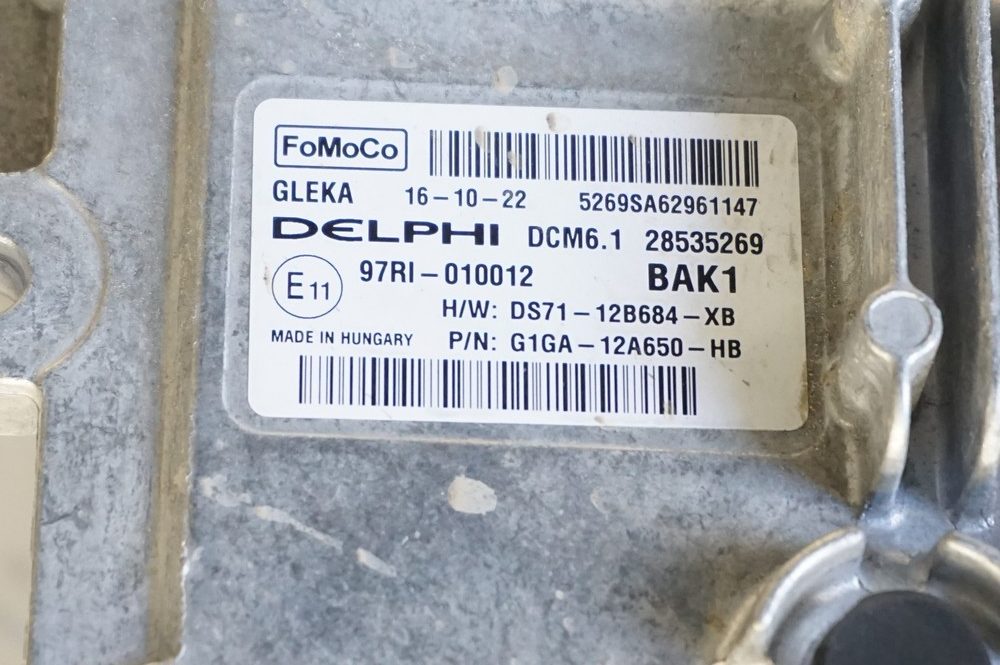 FoMoCo
GLEKA 16-10-22 5269SA62961147
DELPHI DCM6.1 28535269
E11 97RI-010012 BAK1
H/W: DS71-12B684-XB
MADE IN HUNGARY P/N: G1GA-12A650-HB